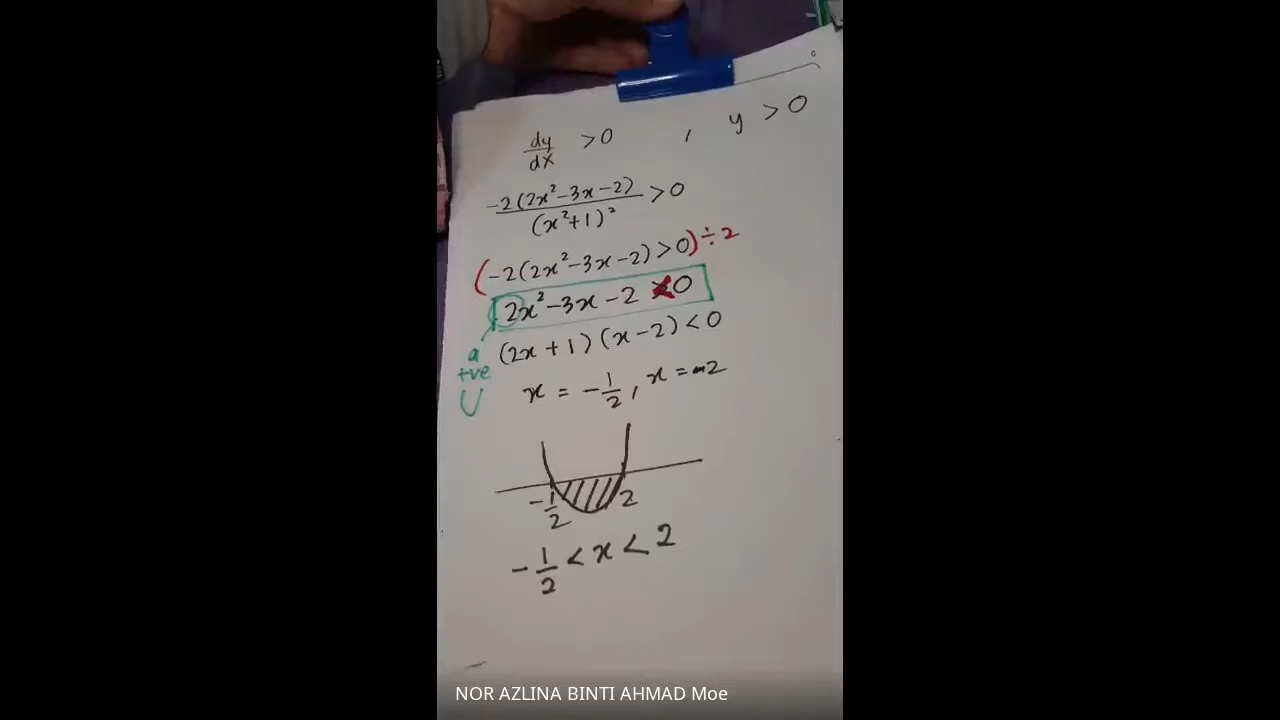 dy/dx > 0 , y > 0
-2(2x²-3x-2)/(x²+1)² > 0
(-2(2x²-3x-2) > 0) ÷ 2
2x²-3x-2 < 0
(2x+1)(x-2) < 0
a
+ve
x = -1/2, x = 2
-1/2 2
-1/2 < x < 2
NOR AZLINA BINTI AHMAD Moe